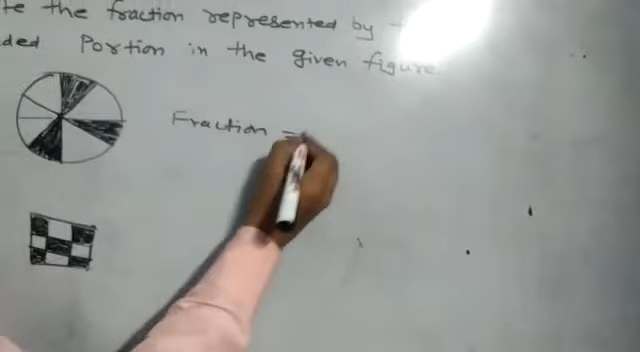 te the fraction represented by
ded Portion in the given figure
Fraction =